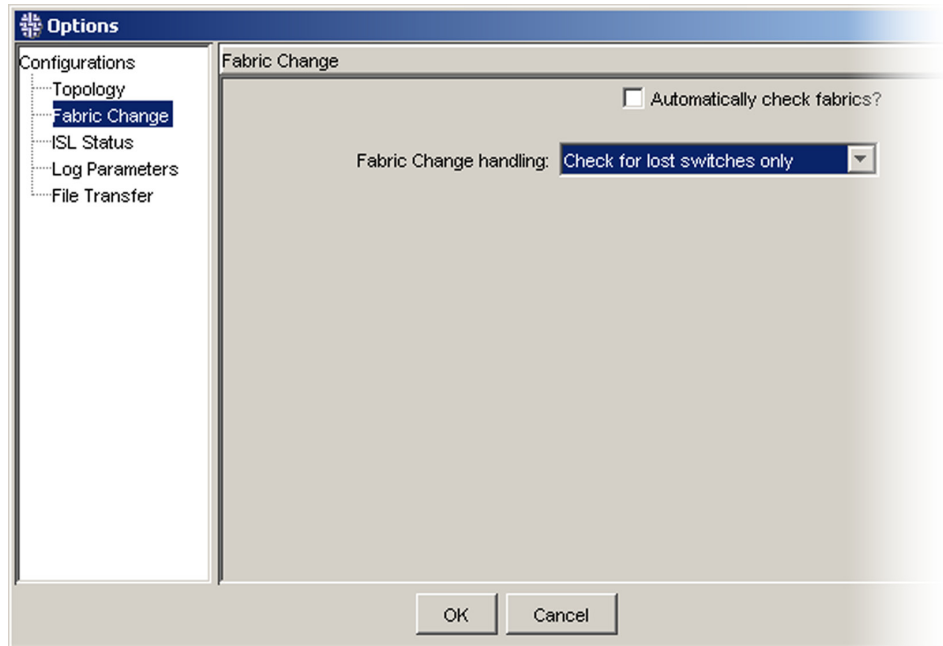 Options
Configurations
Topology
Fabric Change
ISL Status
Log Parameters
File Transfer
Fabric Change
Automatically check fabrics?
Fabric Change handling: Check for lost switches only
OK Cancel